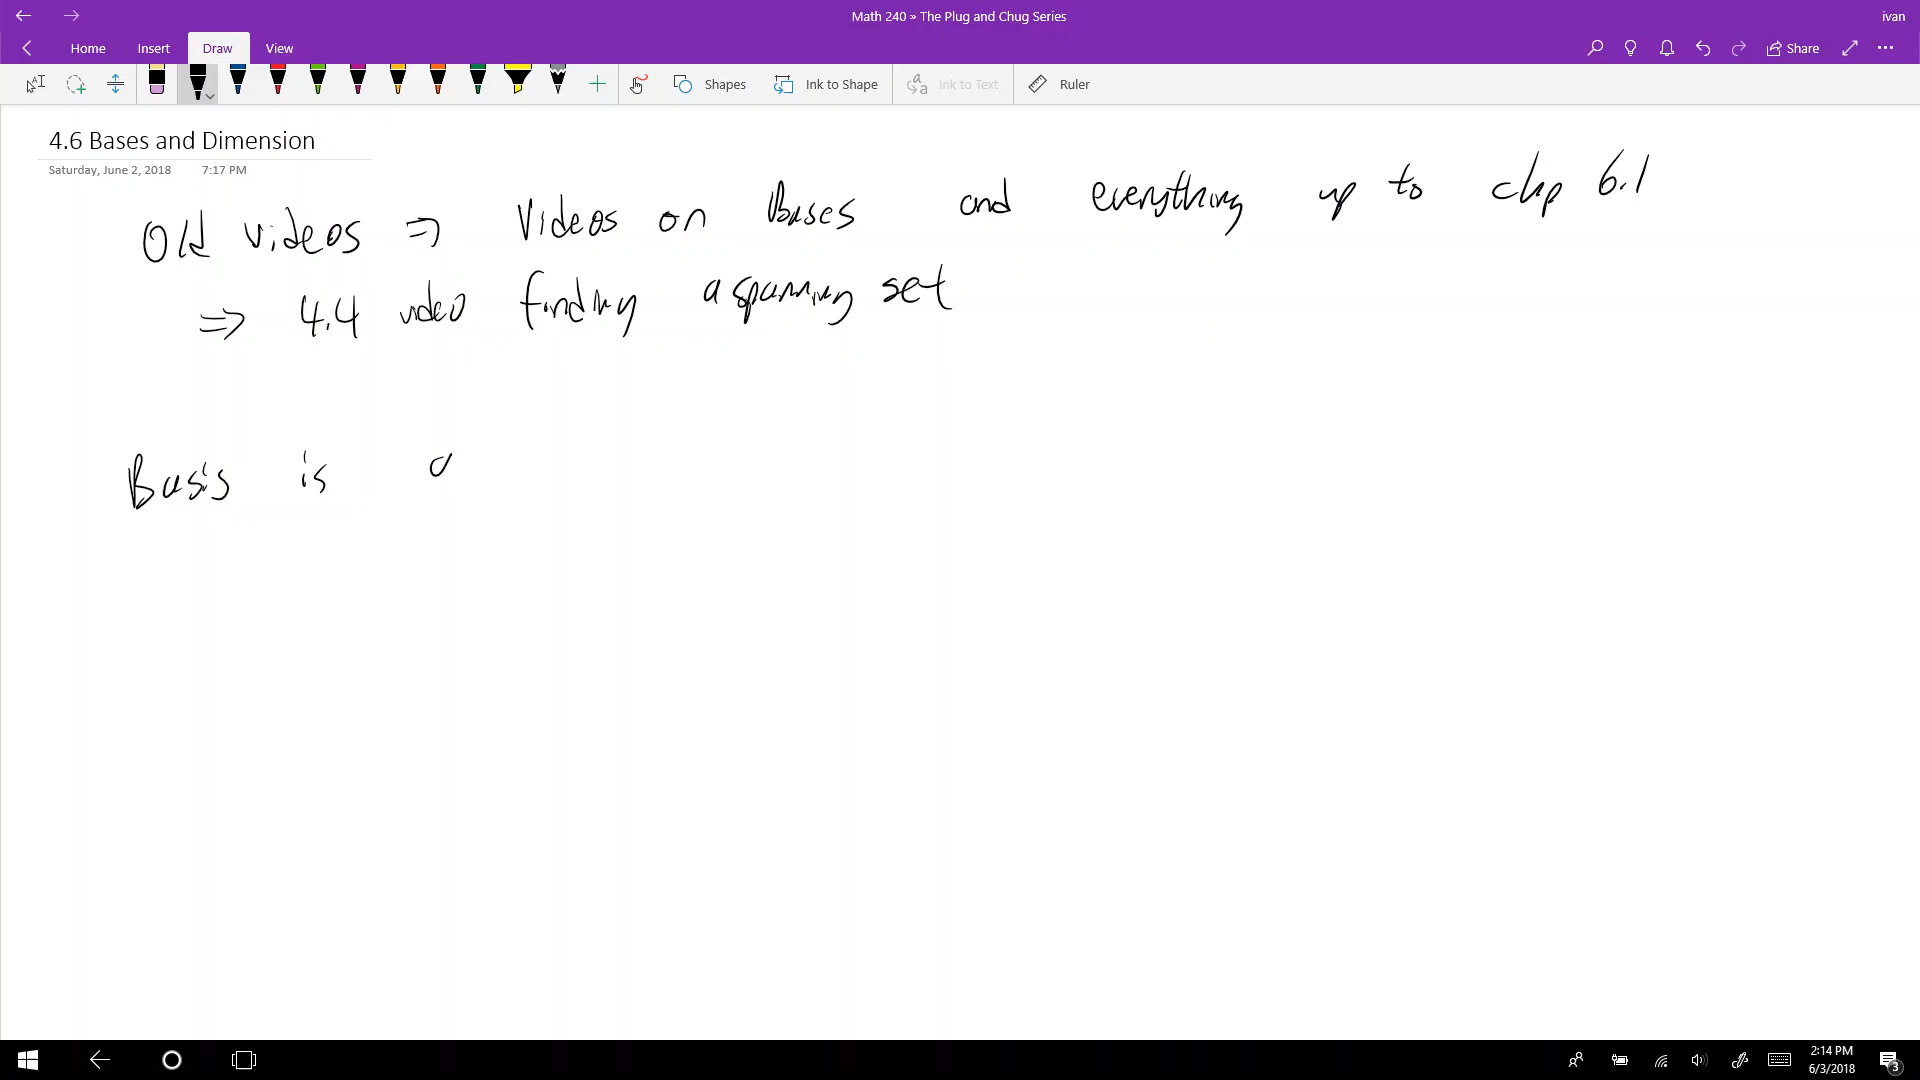 Math 240 » The Plug and Chug Series
ivan
Home Insert Draw View
Share
Shapes Ink to Shape Ink to Text Ruler
4.6 Bases and Dimension
Saturday, June 2, 2018 7:17 PM
Old videos ⇒ Videos on Bases and everything up to chp 6.1
⇒ 4.4 video finding a spanning set
Basis is a
2:14 PM
6/3/2018
3